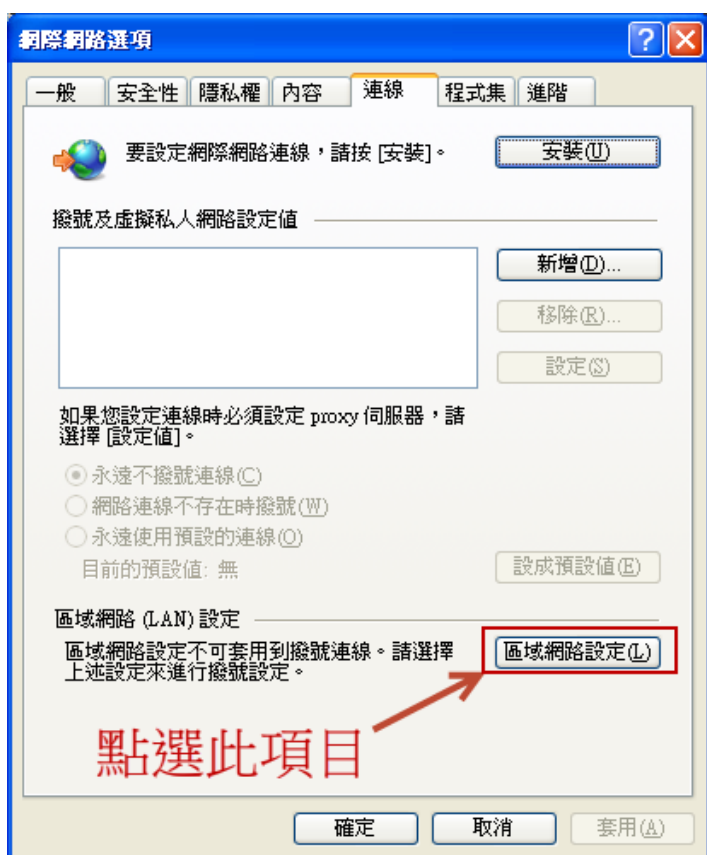 網際網路選項
一般 安全性 隱私權 內容 連線 程式集 進階
要設定網際網路連線，請按 [安裝]。 安裝(U)
撥號及虛擬私人網路設定值
新增(D)...
移除(R)...
設定(S)
如果您設定連線時必須設定 proxy 伺服器，請
選擇 [設定值]。
永遠不撥號連線(C)
網路連線不存在時撥號(W)
永遠使用預設的連線(O)
目前的預設值: 無 設成預設值(E)
區域網路 (LAN) 設定
區域網路設定不可套用到撥號連線。請選擇 區域網路設定(L)
上述設定來進行撥號設定。
點選此項目
確定 取消 套用(A)